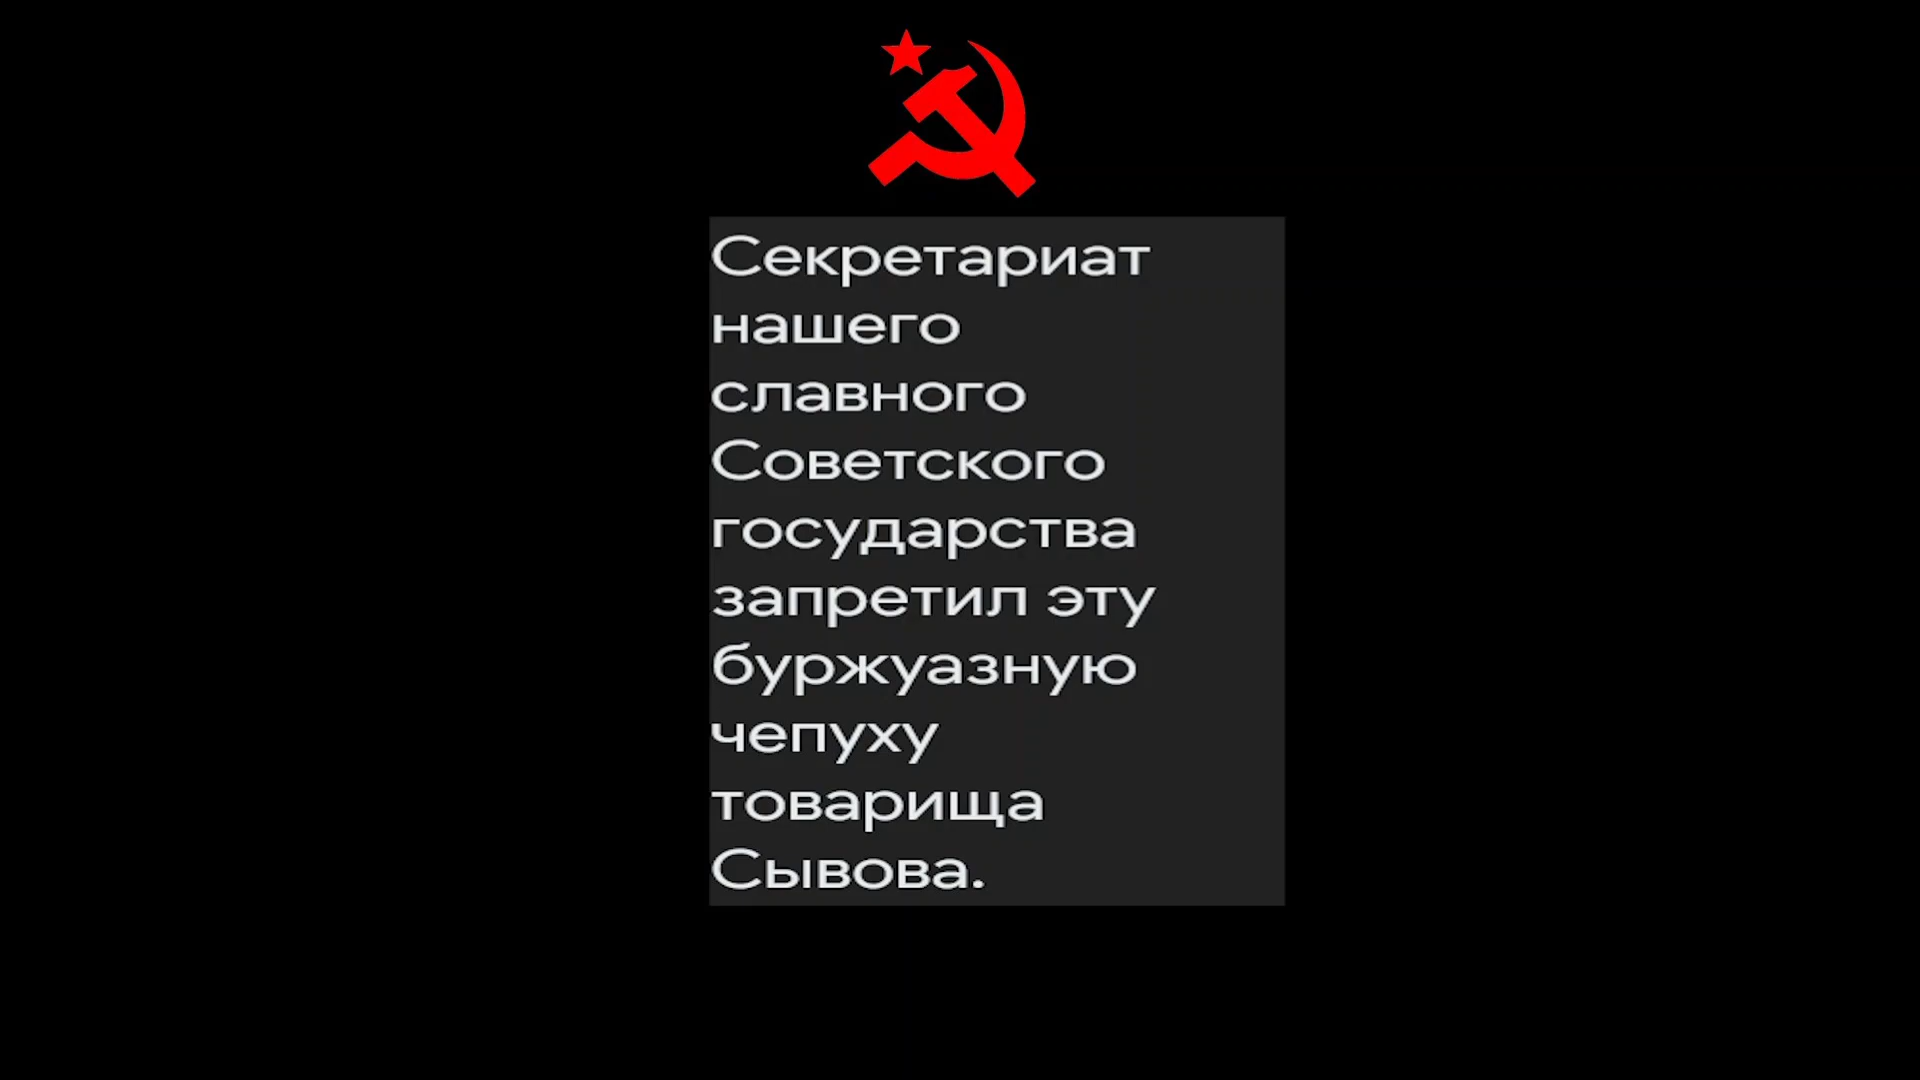 Секретариат
нашего
славного
Советского
государства
запретил эту
буржуазную
чепуху
товарища
Сывова.